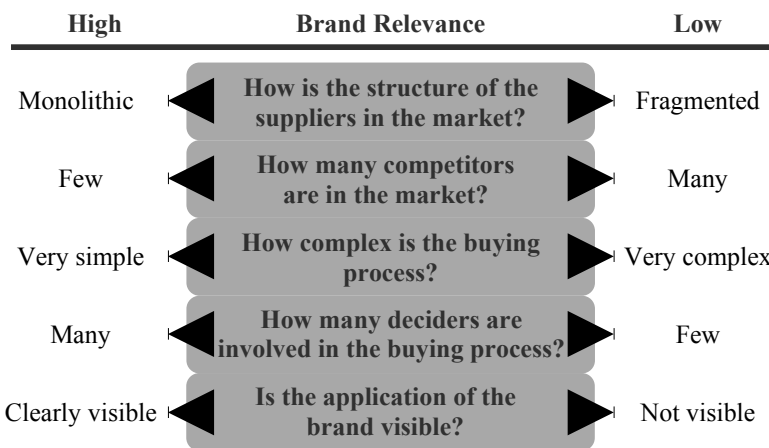 High Brand Relevance Low
Monolithic How is the structure of the suppliers in the market? Fragmented
Few How many competitors are in the market? Many
Very simple How complex is the buying process? Very complex
Many How many deciders are involved in the buying process? Few
Clearly visible Is the application of the brand visible? Not visible